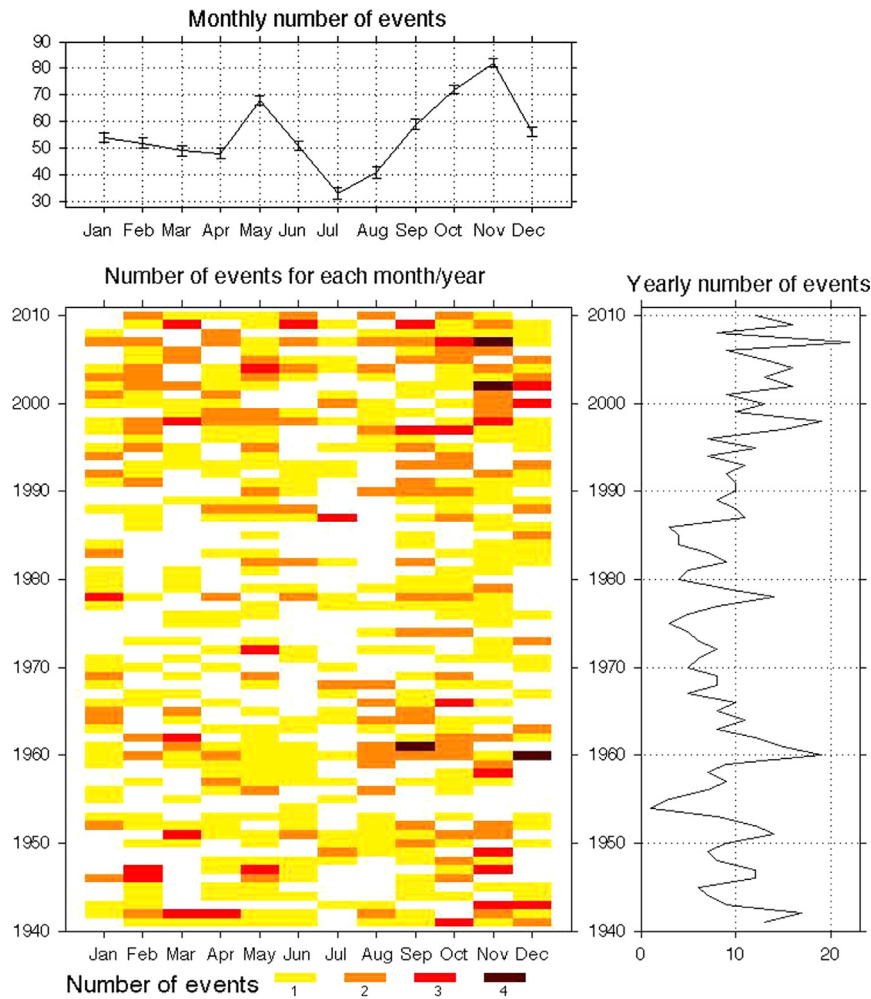 Monthly number of events
90
80
70
60
50
40
30
Jan Feb Mar Apr May Jun Jul Aug Sep Oct Nov Dec
Number of events for each month/year
Yearly number of events
2010 2010
2000 2000
1990 1990
1980 1980
1970 1970
1960 1960
1950 1950
1940 1940
Jan Feb Mar Apr May Jun Jul Aug Sep Oct Nov Dec 0 10 20
Number of events
1 2 3 4